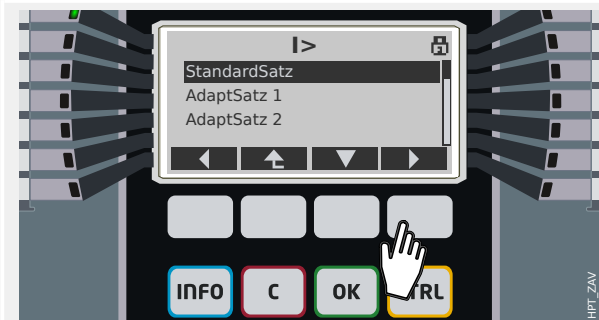 I>
StandardSatz
AdaptSatz 1
AdaptSatz 2
INFO
C
OK
CTRL
HPT_ZAV